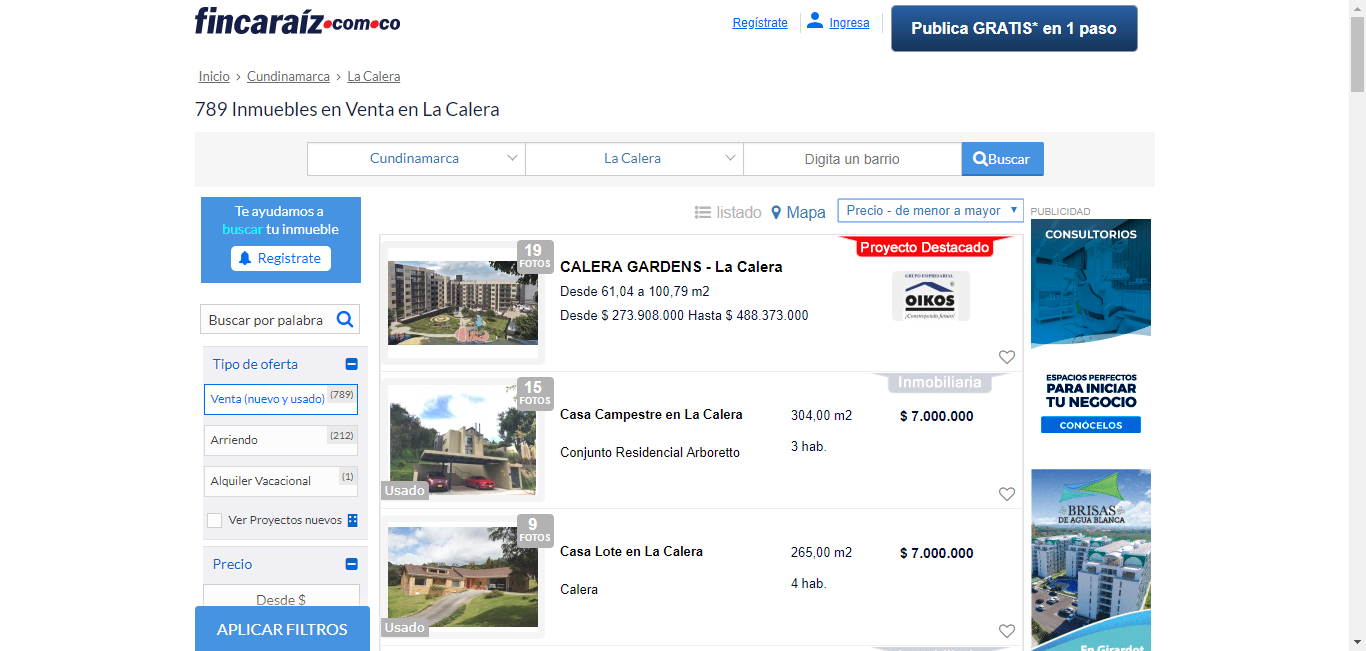 fincaraíz.com.co
Regístrate
Ingresa
Publica GRATIS* en 1 paso
Inicio > Cundinamarca > La Calera
789 Inmuebles en Venta en La Calera
Cundinamarca
La Calera
Digita un barrio
Buscar
Te ayudamos a
buscar tu inmueble
Registrate
Buscar por palabra
Tipo de oferta
Venta (nuevo y usado) (789)
Arriendo (212)
Alquiler Vacacional (1)
Ver Proyectos nuevos
Precio
Desde $
APLICAR FILTROS
listado
Mapa
Precio - de menor a mayor
19
FOTOS
CALERA GARDENS - La Calera
Desde 61,04 a 100,79 m2
Desde $ 273.908.000 Hasta $ 488.373.000
Proyecto Destacado
GRUPO EMPRESARIAL
OIKOS
¡Construyendo futuro!
15
FOTOS
Usado
Casa Campestre en La Calera
Conjunto Residencial Arboretto
304,00 m2
3 hab.
Inmobiliaria
$ 7.000.000
9
FOTOS
Usado
Casa Lote en La Calera
Calera
265,00 m2
4 hab.
$ 7.000.000
PUBLICIDAD
CONSULTORIOS
ESPACIOS PERFECTOS
PARA INICIAR
TU NEGOCIO
CONÓCELOS
BRISAS
DE AGUA BLANCA
En Girardot